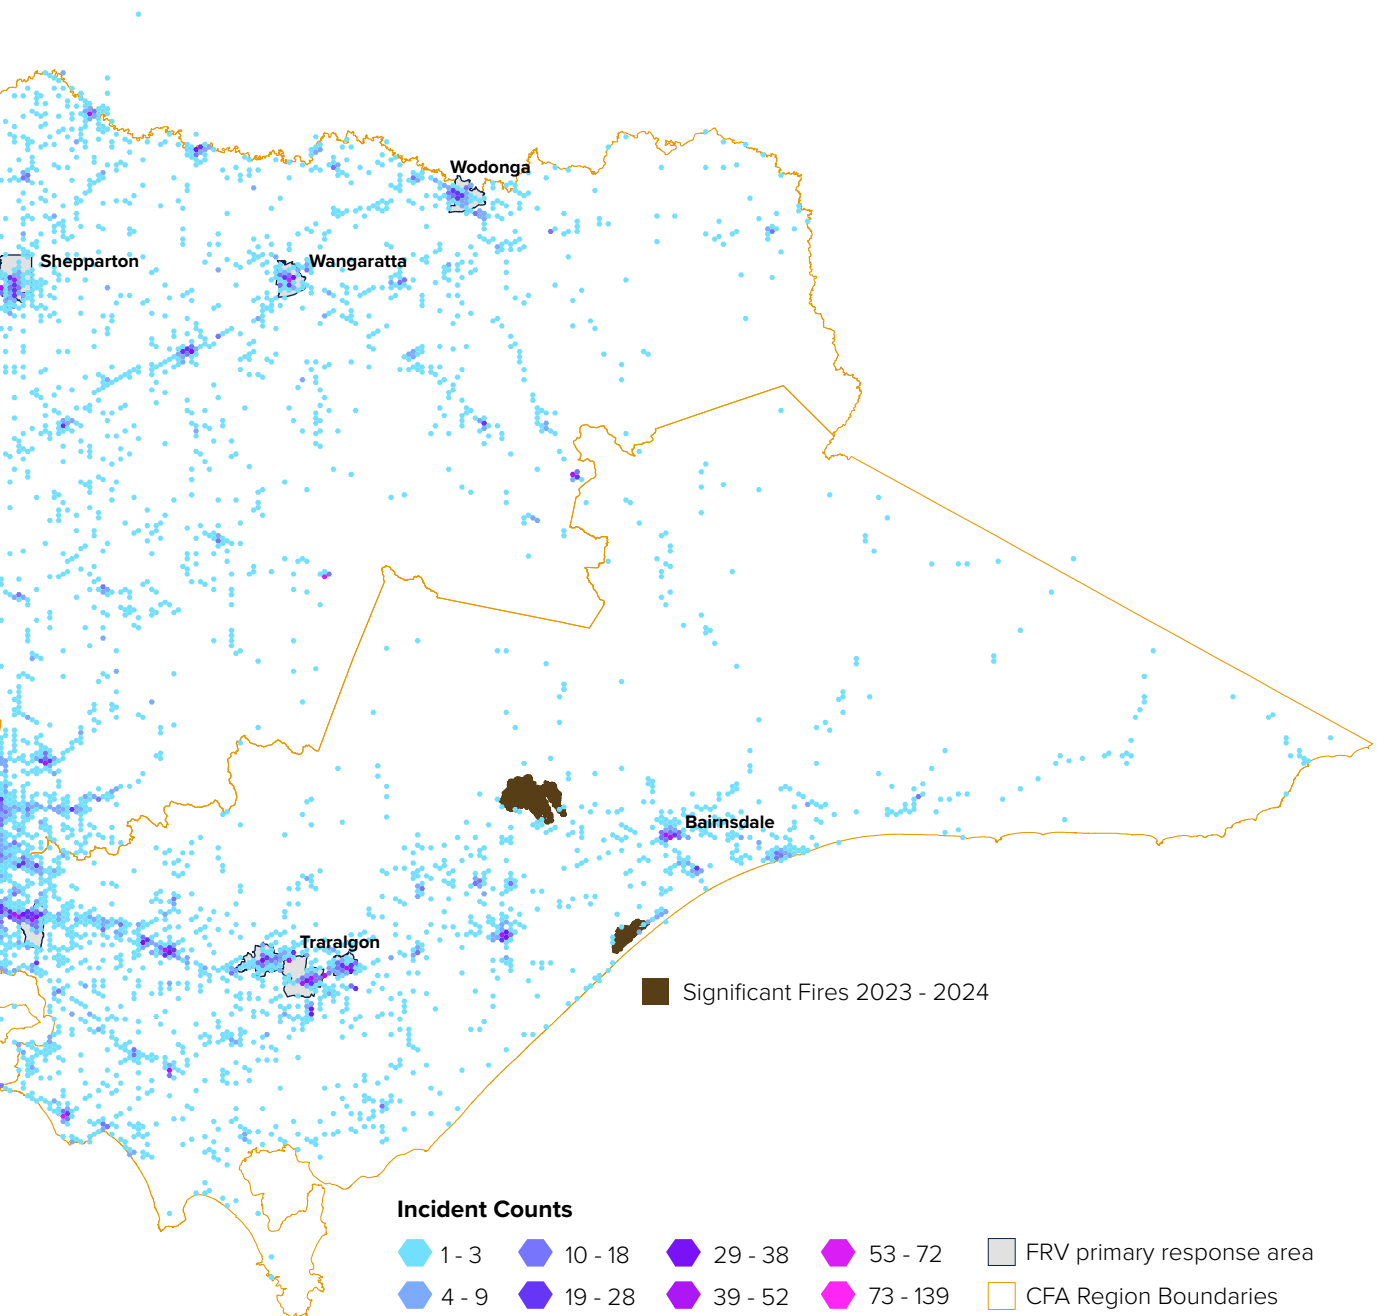 Wodonga
Shepparton
Wangaratta
Bairnsdale
Traralgon
Significant Fires 2023 - 2024
Incident Counts
1 - 3
10 - 18
29 - 38
53 - 72
FRV primary response area
4 - 9
19 - 28
39 - 52
73 - 139
CFA Region Boundaries